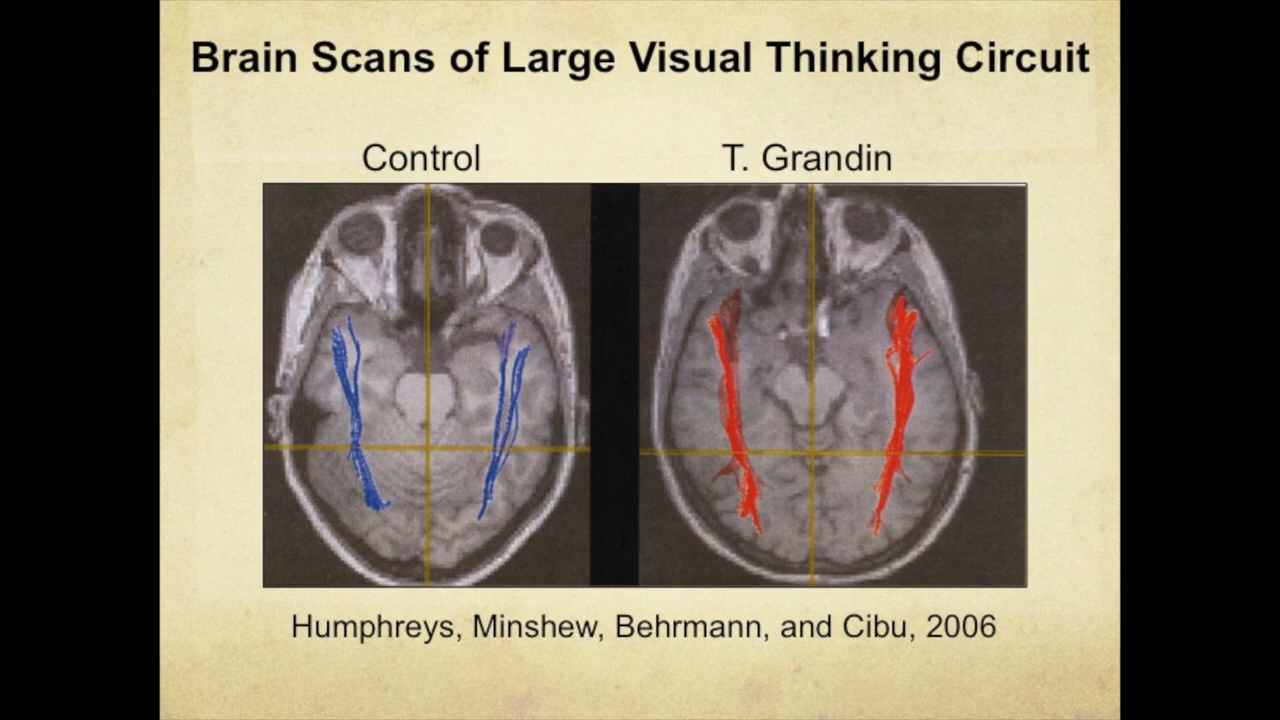 Brain Scans of Large Visual Thinking Circuit
Control
T. Grandin
Humphreys, Minshew, Behrmann, and Cibu, 2006